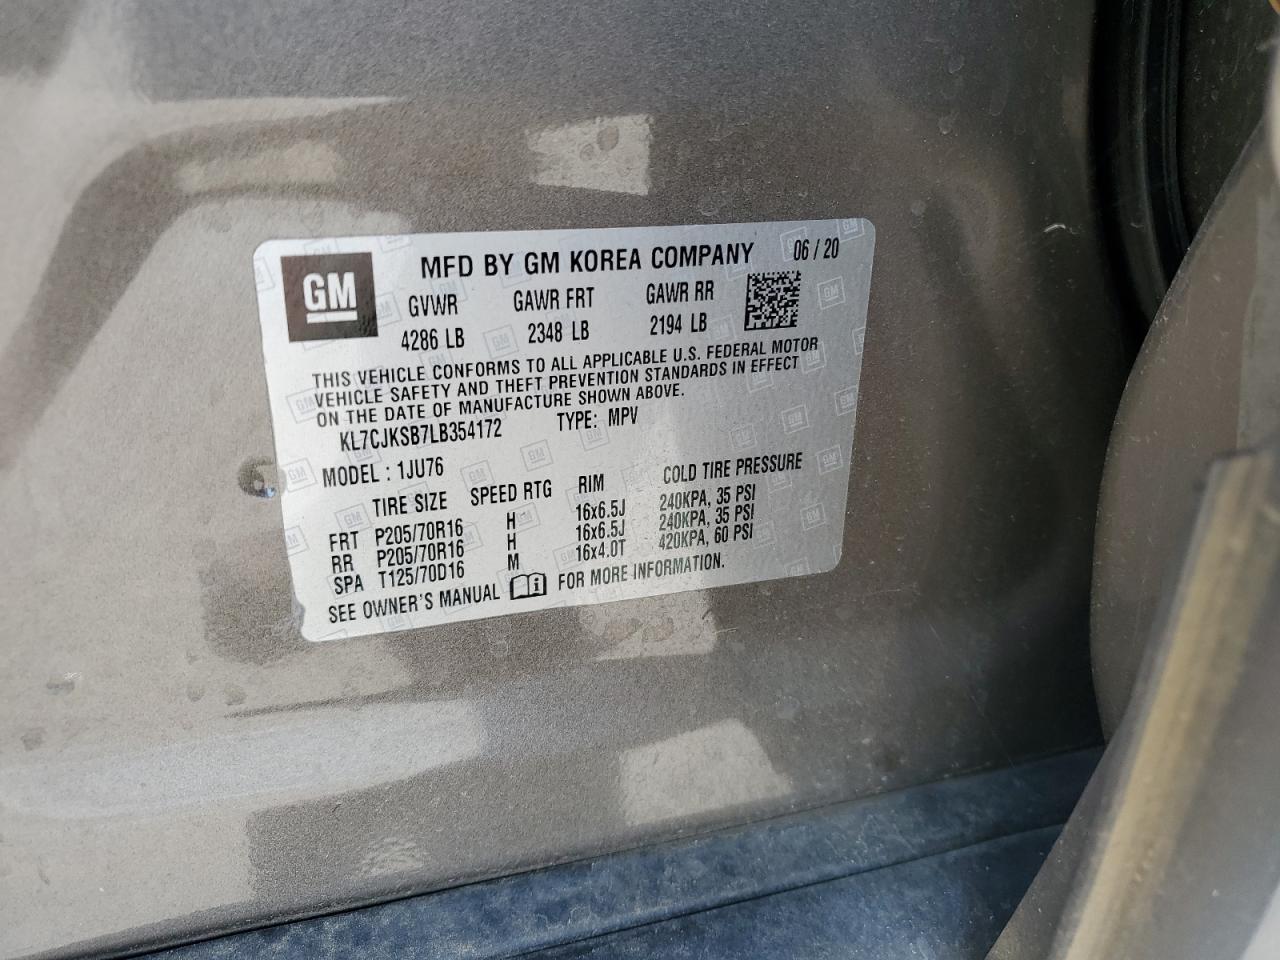 GM
MFD BY GM KOREA COMPANY 06 / 20
GVWR GAWR FRT GAWR RR
4286 LB 2348 LB 2194 LB
THIS VEHICLE CONFORMS TO ALL APPLICABLE U.S. FEDERAL MOTOR
VEHICLE SAFETY AND THEFT PREVENTION STANDARDS IN EFFECT
ON THE DATE OF MANUFACTURE SHOWN ABOVE.
KL7CJKSB7LB354172 TYPE: MPV
MODEL : 1JU76
TIRE SIZE SPEED RTG RIM COLD TIRE PRESSURE
FRT P205/70R16 H 16x6.5J 240KPA, 35 PSI
RR P205/70R16 H 16x6.5J 240KPA, 35 PSI
SPA T125/70D16 M 16x4.0T 420KPA, 60 PSI
SEE OWNER'S MANUAL FOR MORE INFORMATION.